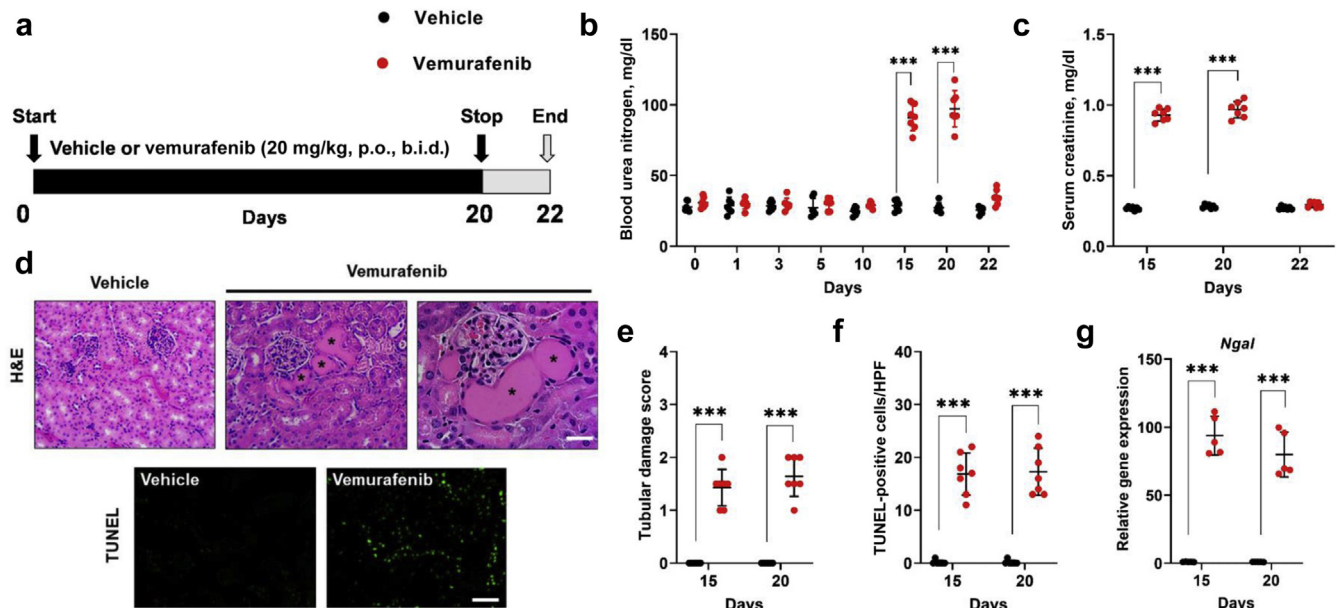 a
Vehicle
Vemurafenib
Start
Stop
End
Vehicle or vemurafenib (20 mg/kg, p.o., b.i.d.)
0
Days
20
22
b
Blood urea nitrogen, mg/dl
150
100
50
0
***
***
0 1 3 5 10 15 20 22
Days
c
Serum creatinine, mg/dl
1.5
1.0
0.5
0.0
***
***
15 20 22
Days
d
Vehicle
Vemurafenib
H&E
* * *
* *
TUNEL
Vehicle
Vemurafenib
e
Tubular damage score
4
3
2
1
0
***
***
15 20
Days
f
TUNEL-positive cells/HPF
40
30
20
10
0
***
***
15 20
Days
g
Ngal
Relative gene expression
150
100
50
0
***
***
15 20
Days